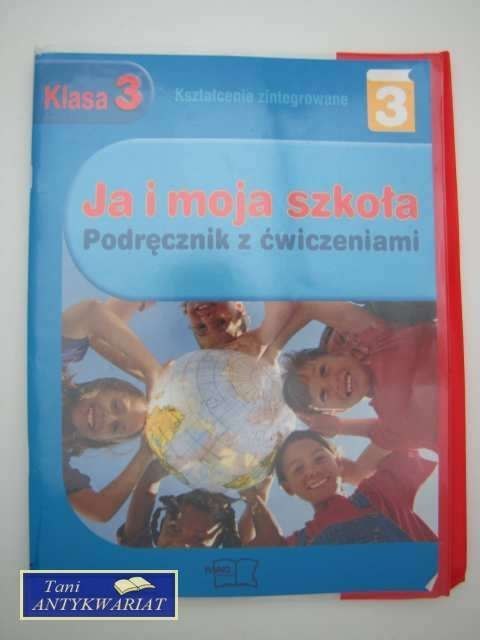 Klasa 3
Kształcenie zintegrowane
3
Ja i moja szkoła
Podręcznik z ćwiczeniami
Tani
ANTYKWARIAT